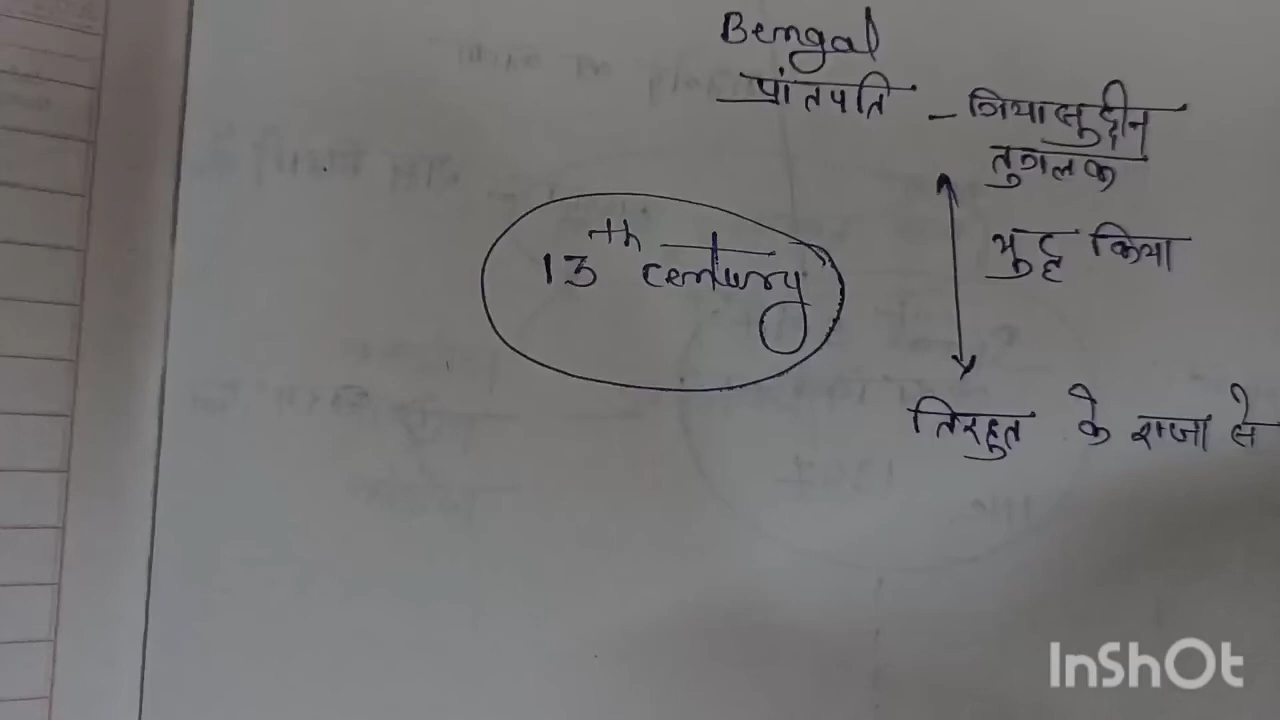 Bengal
प्रांतपति - गियासुद्दीन
तुगलक
13th century
युद्ध किया
तिरहुत के राजा से
InShOt